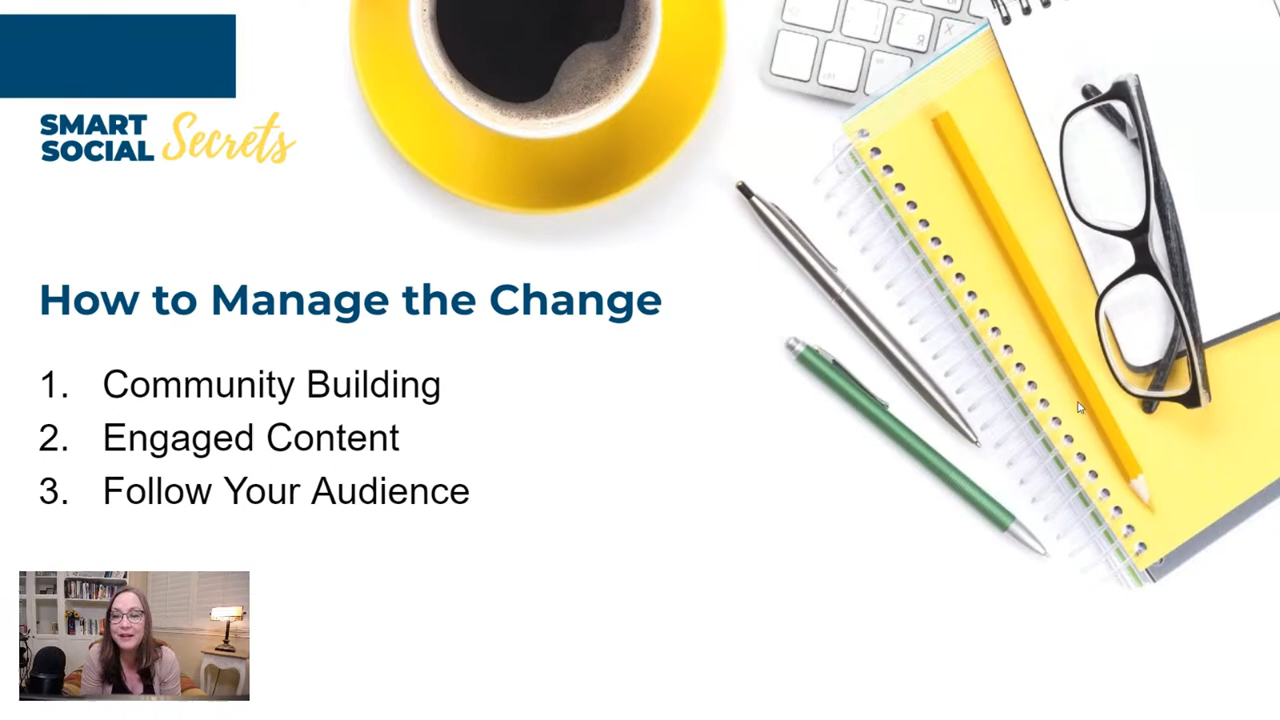 SMART
SOCIAL Secrets
How to Manage the Change
1. Community Building
2. Engaged Content
3. Follow Your Audience